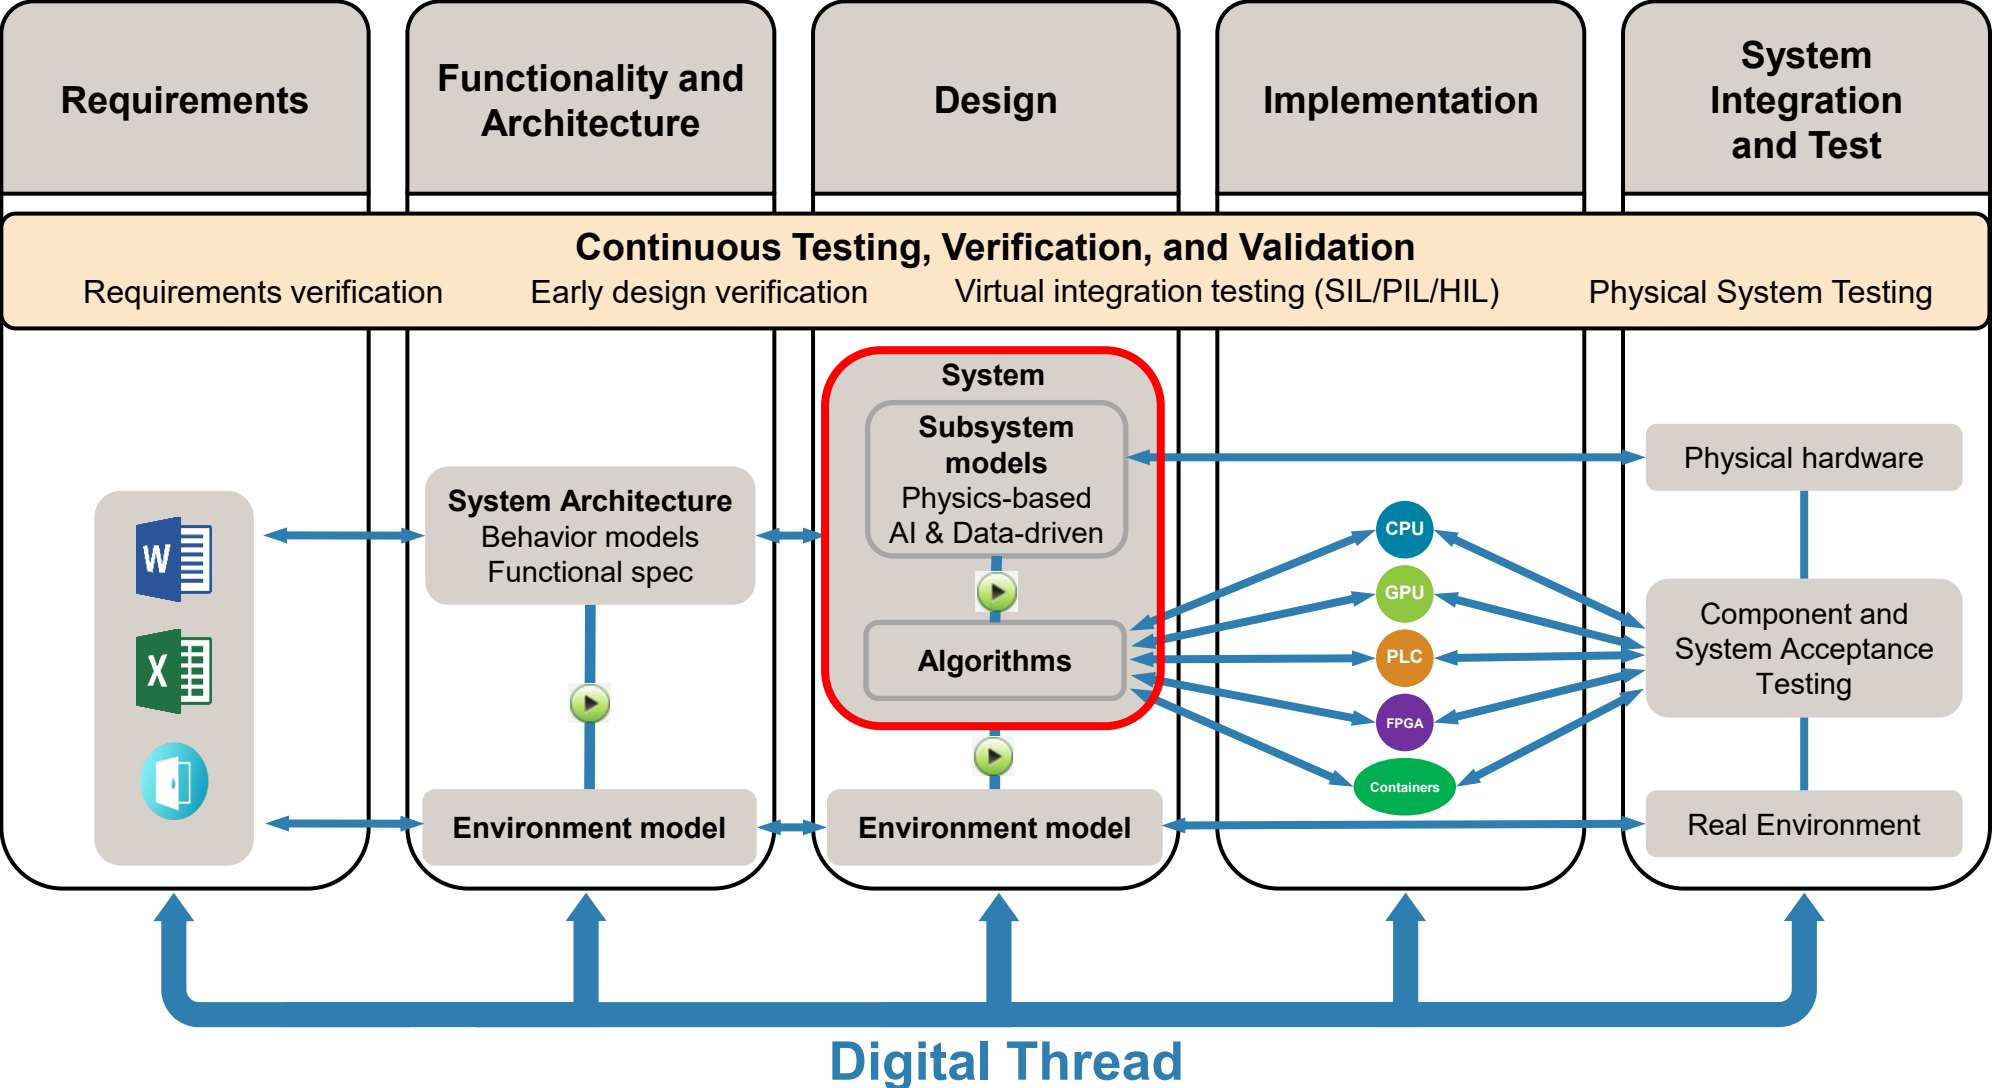 Requirements
Functionality and
Architecture
Design
Implementation
System
Integration
and Test
Continuous Testing, Verification, and Validation
Requirements verification
Early design verification
Virtual integration testing (SIL/PIL/HIL)
Physical System Testing
W
X
System Architecture
Behavior models
Functional spec
Environment model
System
Subsystem
models
Physics-based
AI & Data-driven
Algorithms
Environment model
CPU
GPU
PLC
FPGA
Containers
Physical hardware
Component and
System Acceptance
Testing
Real Environment
Digital Thread